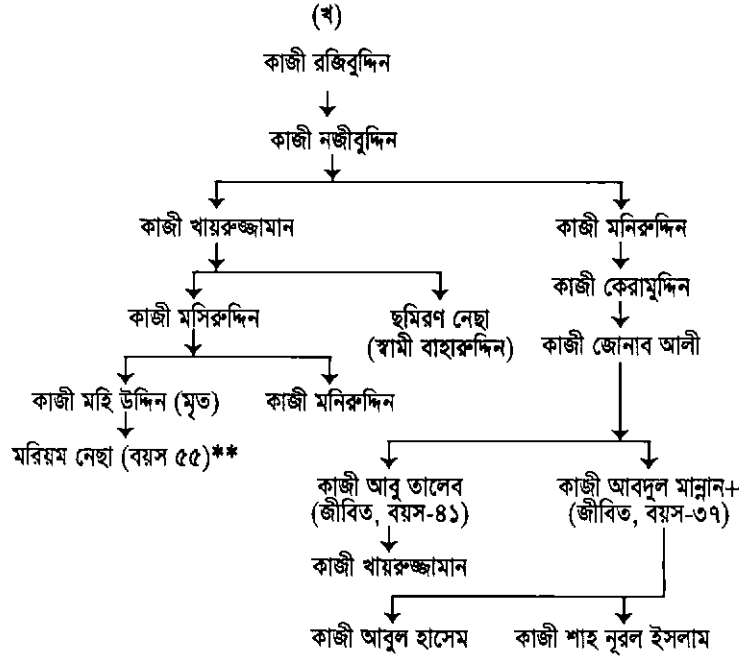 (খ)
কাজী রজিবুদ্দিন
কাজী নজীবুদ্দিন
কাজী খায়রুজ্জামান কাজী মনিরুদ্দিন
কাজী কেরামুদ্দিন
কাজী মসিরুদ্দিন ছমিরণ নেছা
(স্বামী বাহারুদ্দিন) কাজী জোনাব আলী
কাজী মহি উদ্দিন (মৃত) কাজী মনিরুদ্দিন
মরিয়ম নেছা (বয়স ৫৫)**
কাজী আবু তালেব কাজী আবদুল মান্নান+
(জীবিত, বয়স-৪১) (জীবিত, বয়স-৩৭)
কাজী খায়রুজ্জামান
কাজী আবুল হাসেম কাজী শাহ নূরল ইসলাম